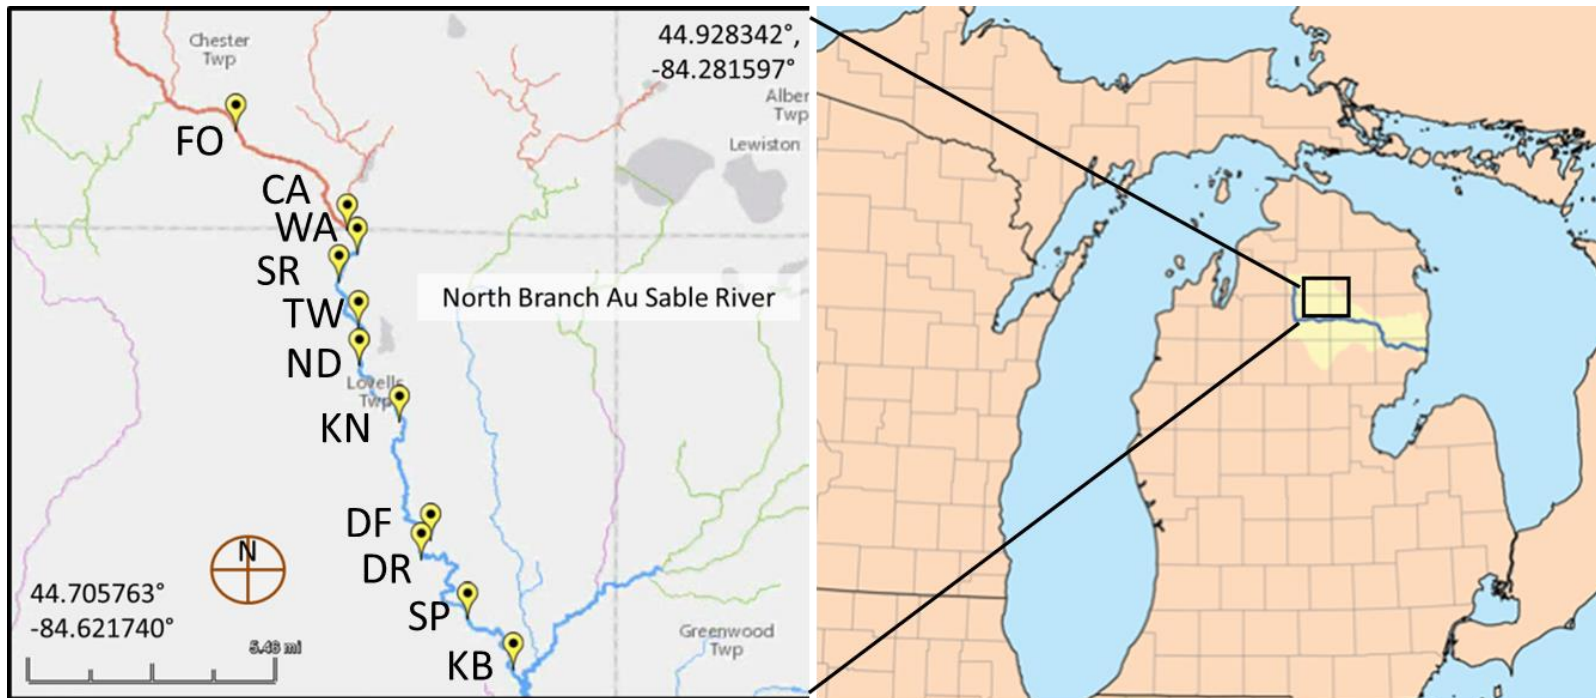 Chester
Twp
44.928342°,
-84.281597°
FO
Alber
Twp
Lewiston
CA
WA
SR
North Branch Au Sable River
TW
ND
Lovells
Twp
KN
DF
DR
N
44.705763°
-84.621740°
SP
5.46 mi
Greenwood
Twp
KB